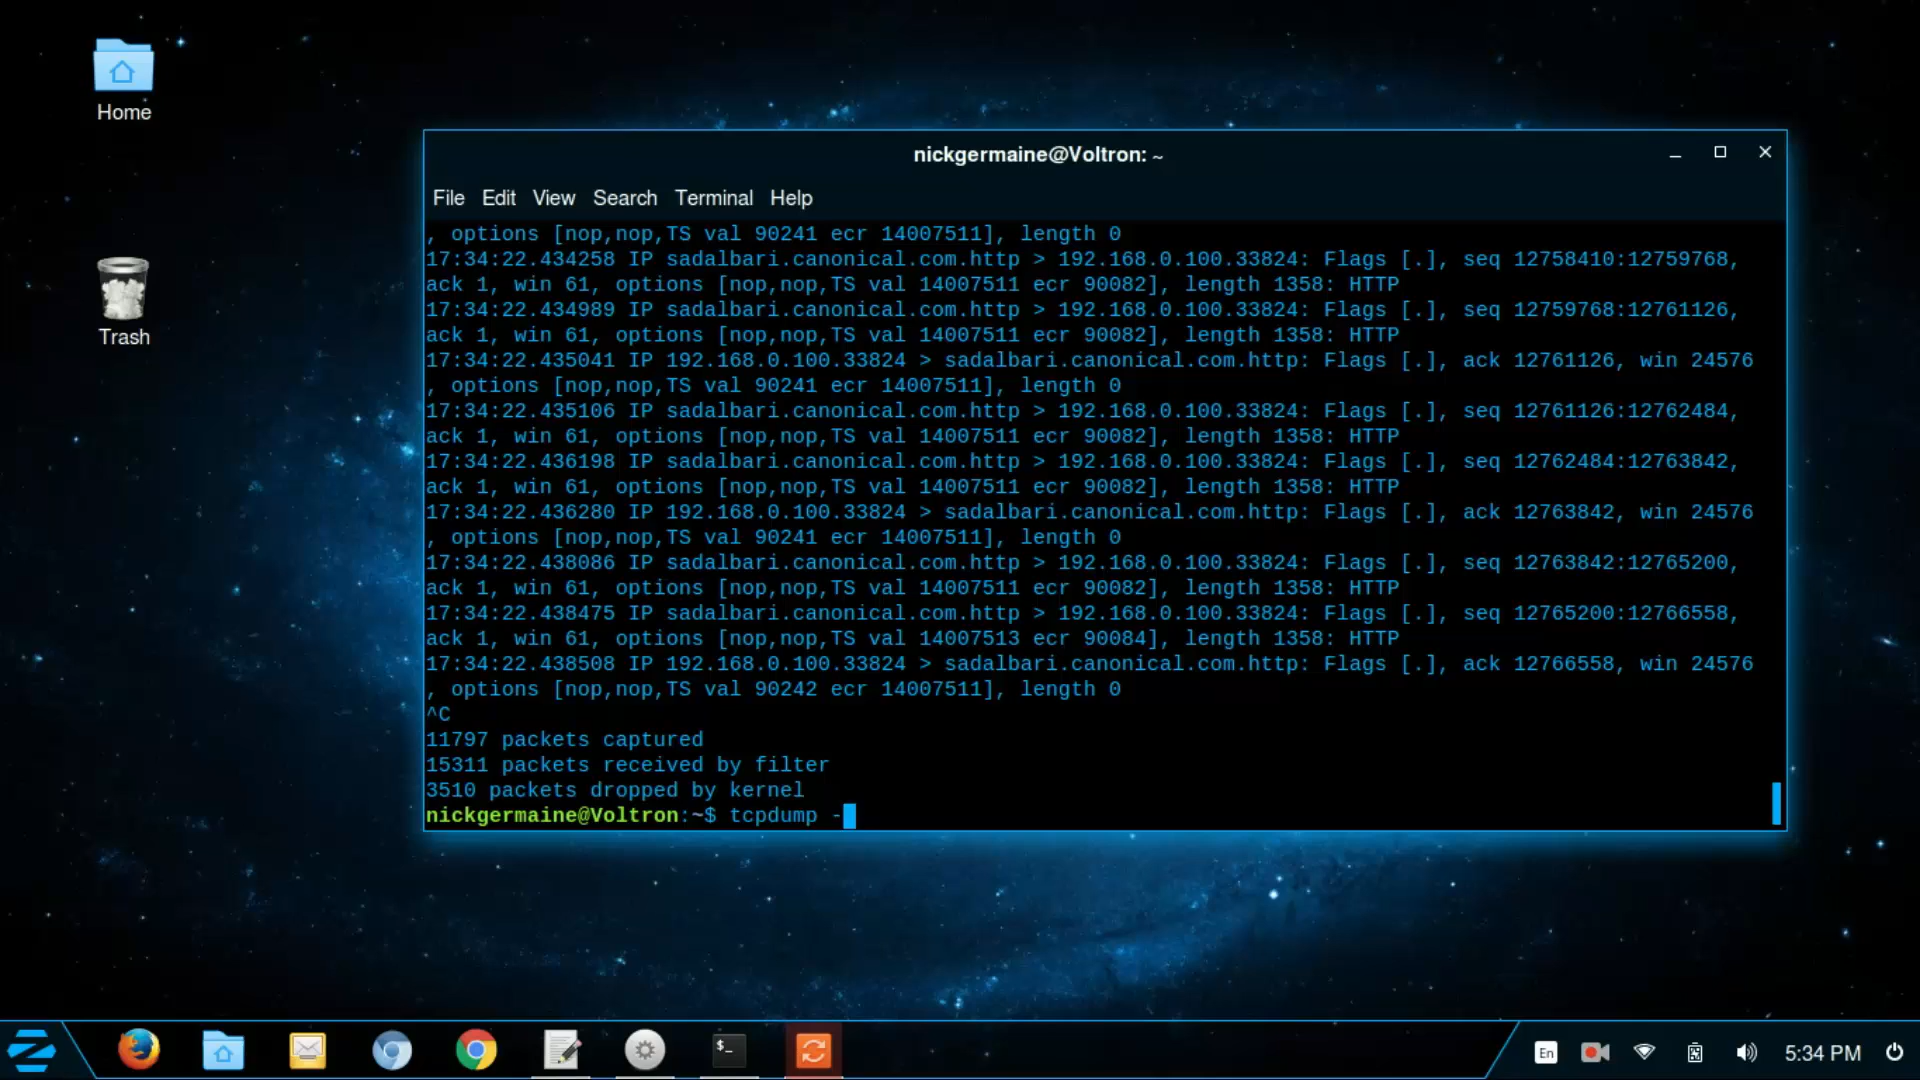 Home
Trash
nickgermaine@Voltron: ~
File Edit View Search Terminal Help
, options [nop,nop,TS val 90241 ecr 14007511], length 0
17:34:22.434258 IP sadalbari.canonical.com.http > 192.168.0.100.33824: Flags [.], seq 12758410:12759768,
ack 1, win 61, options [nop,nop,TS val 14007511 ecr 90082], length 1358: HTTP
17:34:22.434989 IP sadalbari.canonical.com.http > 192.168.0.100.33824: Flags [.], seq 12759768:12761126,
ack 1, win 61, options [nop,nop,TS val 14007511 ecr 90082], length 1358: HTTP
17:34:22.435041 IP 192.168.0.100.33824 > sadalbari.canonical.com.http: Flags [.], ack 12761126, win 24576
, options [nop,nop,TS val 90241 ecr 14007511], length 0
17:34:22.435106 IP sadalbari.canonical.com.http > 192.168.0.100.33824: Flags [.], seq 12761126:12762484,
ack 1, win 61, options [nop,nop,TS val 14007511 ecr 90082], length 1358: HTTP
17:34:22.436198 IP sadalbari.canonical.com.http > 192.168.0.100.33824: Flags [.], seq 12762484:12763842,
ack 1, win 61, options [nop,nop,TS val 14007511 ecr 90082], length 1358: HTTP
17:34:22.436280 IP 192.168.0.100.33824 > sadalbari.canonical.com.http: Flags [.], ack 12763842, win 24576
, options [nop,nop,TS val 90241 ecr 14007511], length 0
17:34:22.438086 IP sadalbari.canonical.com.http > 192.168.0.100.33824: Flags [.], seq 12763842:12765200,
ack 1, win 61, options [nop,nop,TS val 14007511 ecr 90082], length 1358: HTTP
17:34:22.438475 IP sadalbari.canonical.com.http > 192.168.0.100.33824: Flags [.], seq 12765200:12766558,
ack 1, win 61, options [nop,nop,TS val 14007513 ecr 90084], length 1358: HTTP
17:34:22.438508 IP 192.168.0.100.33824 > sadalbari.canonical.com.http: Flags [.], ack 12766558, win 24576
, options [nop,nop,TS val 90242 ecr 14007511], length 0
^C
11797 packets captured
15311 packets received by filter
3510 packets dropped by kernel
nickgermaine@Voltron:~$ tcpdump -
$_
En
5:34 PM